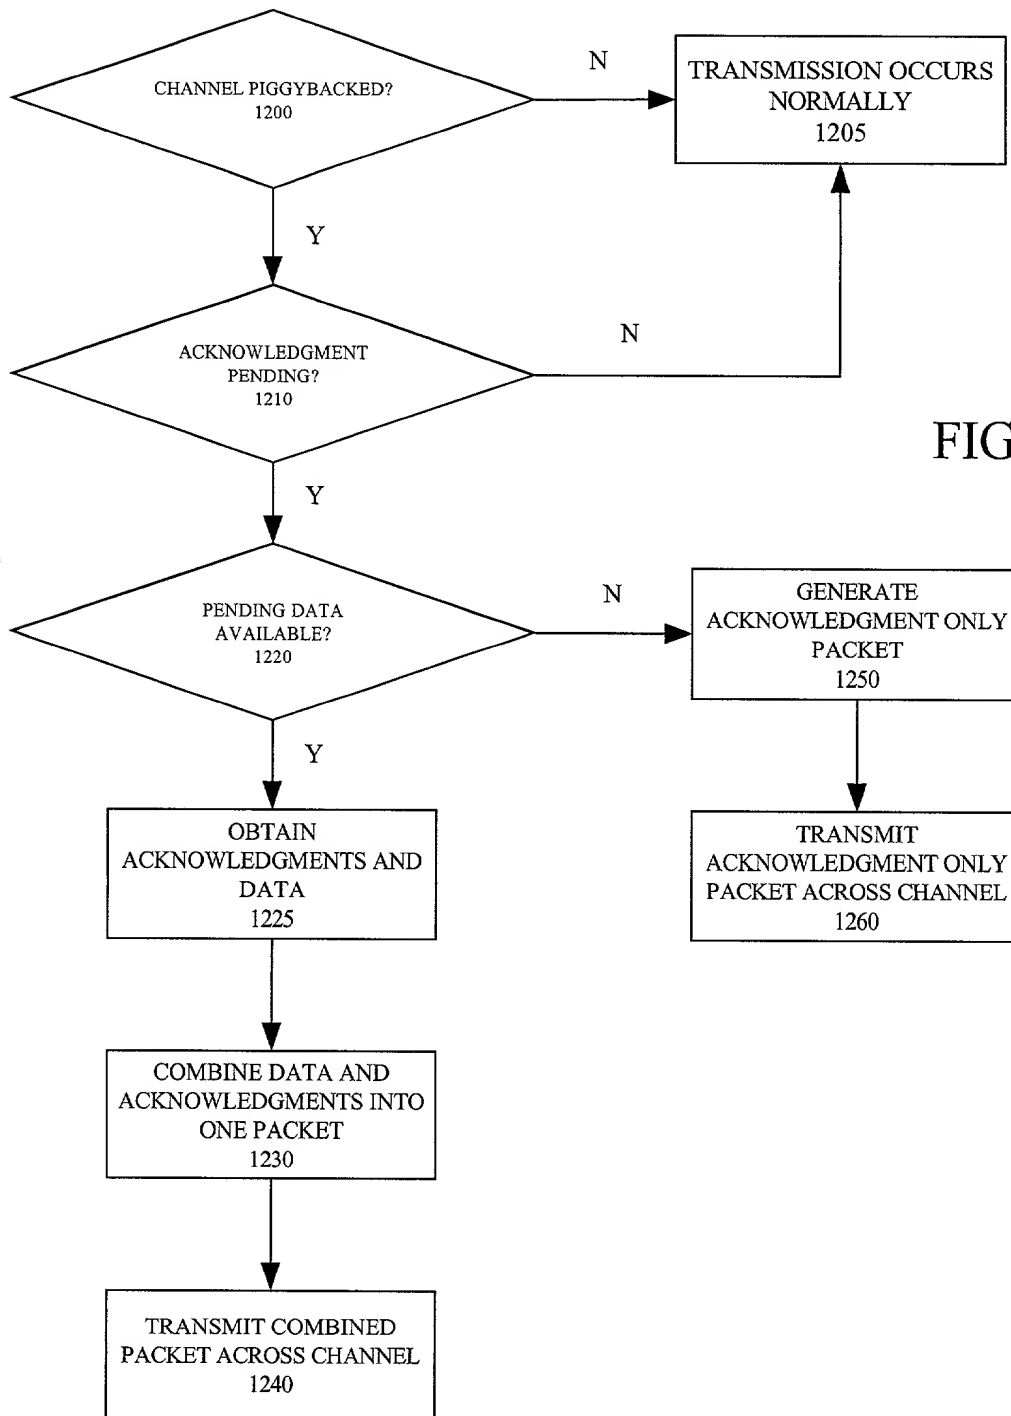 CHANNEL PIGGYBACKED?
1200
N
TRANSMISSION OCCURS
NORMALLY
1205
Y
ACKNOWLEDGMENT
PENDING?
1210
N
FIG
Y
PENDING DATA
AVAILABLE?
1220
N
GENERATE
ACKNOWLEDGMENT ONLY
PACKET
1250
Y
OBTAIN
ACKNOWLEDGMENTS AND
DATA
1225
TRANSMIT
ACKNOWLEDGMENT ONLY
PACKET ACROSS CHANNEL
1260
COMBINE DATA AND
ACKNOWLEDGMENTS INTO
ONE PACKET
1230
TRANSMIT COMBINED
PACKET ACROSS CHANNEL
1240